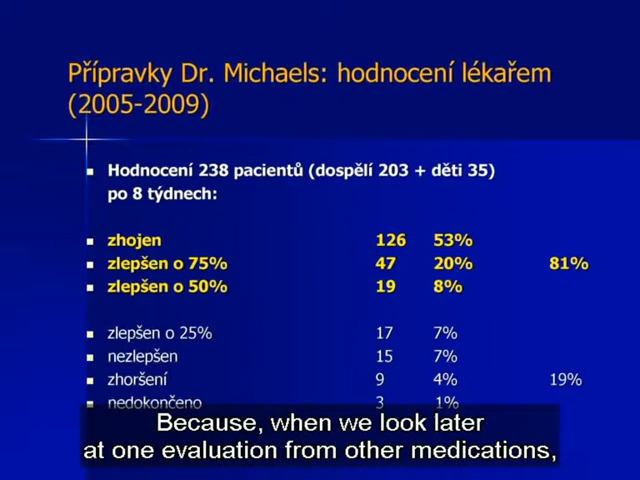 Přípravky Dr. Michaels: hodnocení lékařem
(2005-2009)
Hodnocení 238 pacientů (dospělí 203 + děti 35)
po 8 týdnech:
zhojen 126 53%
zlepšen o 75% 47 20% 81%
zlepšen o 50% 19 8%
zlepšen o 25% 17 7%
nezlepšen 15 7%
zhoršení 9 4% 19%
nedokončeno 3 1%
Because, when we look later
at one evaluation from other medications,